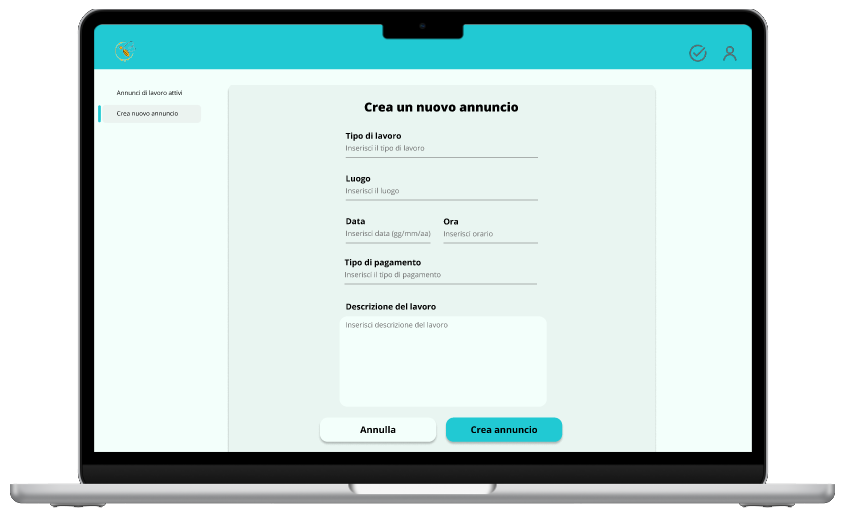 Annunci di lavoro attivi
Crea nuovo annuncio
Crea un nuovo annuncio
Tipo di lavoro
Inserisci il tipo di lavoro
Luogo
Inserisci il luogo
Data
Inserisci data (gg/mm/aa)
Ora
Inserisci orario
Tipo di pagamento
Inserisci il tipo di pagamento
Descrizione del lavoro
Inserisci descrizione del lavoro
Annulla
Crea annuncio